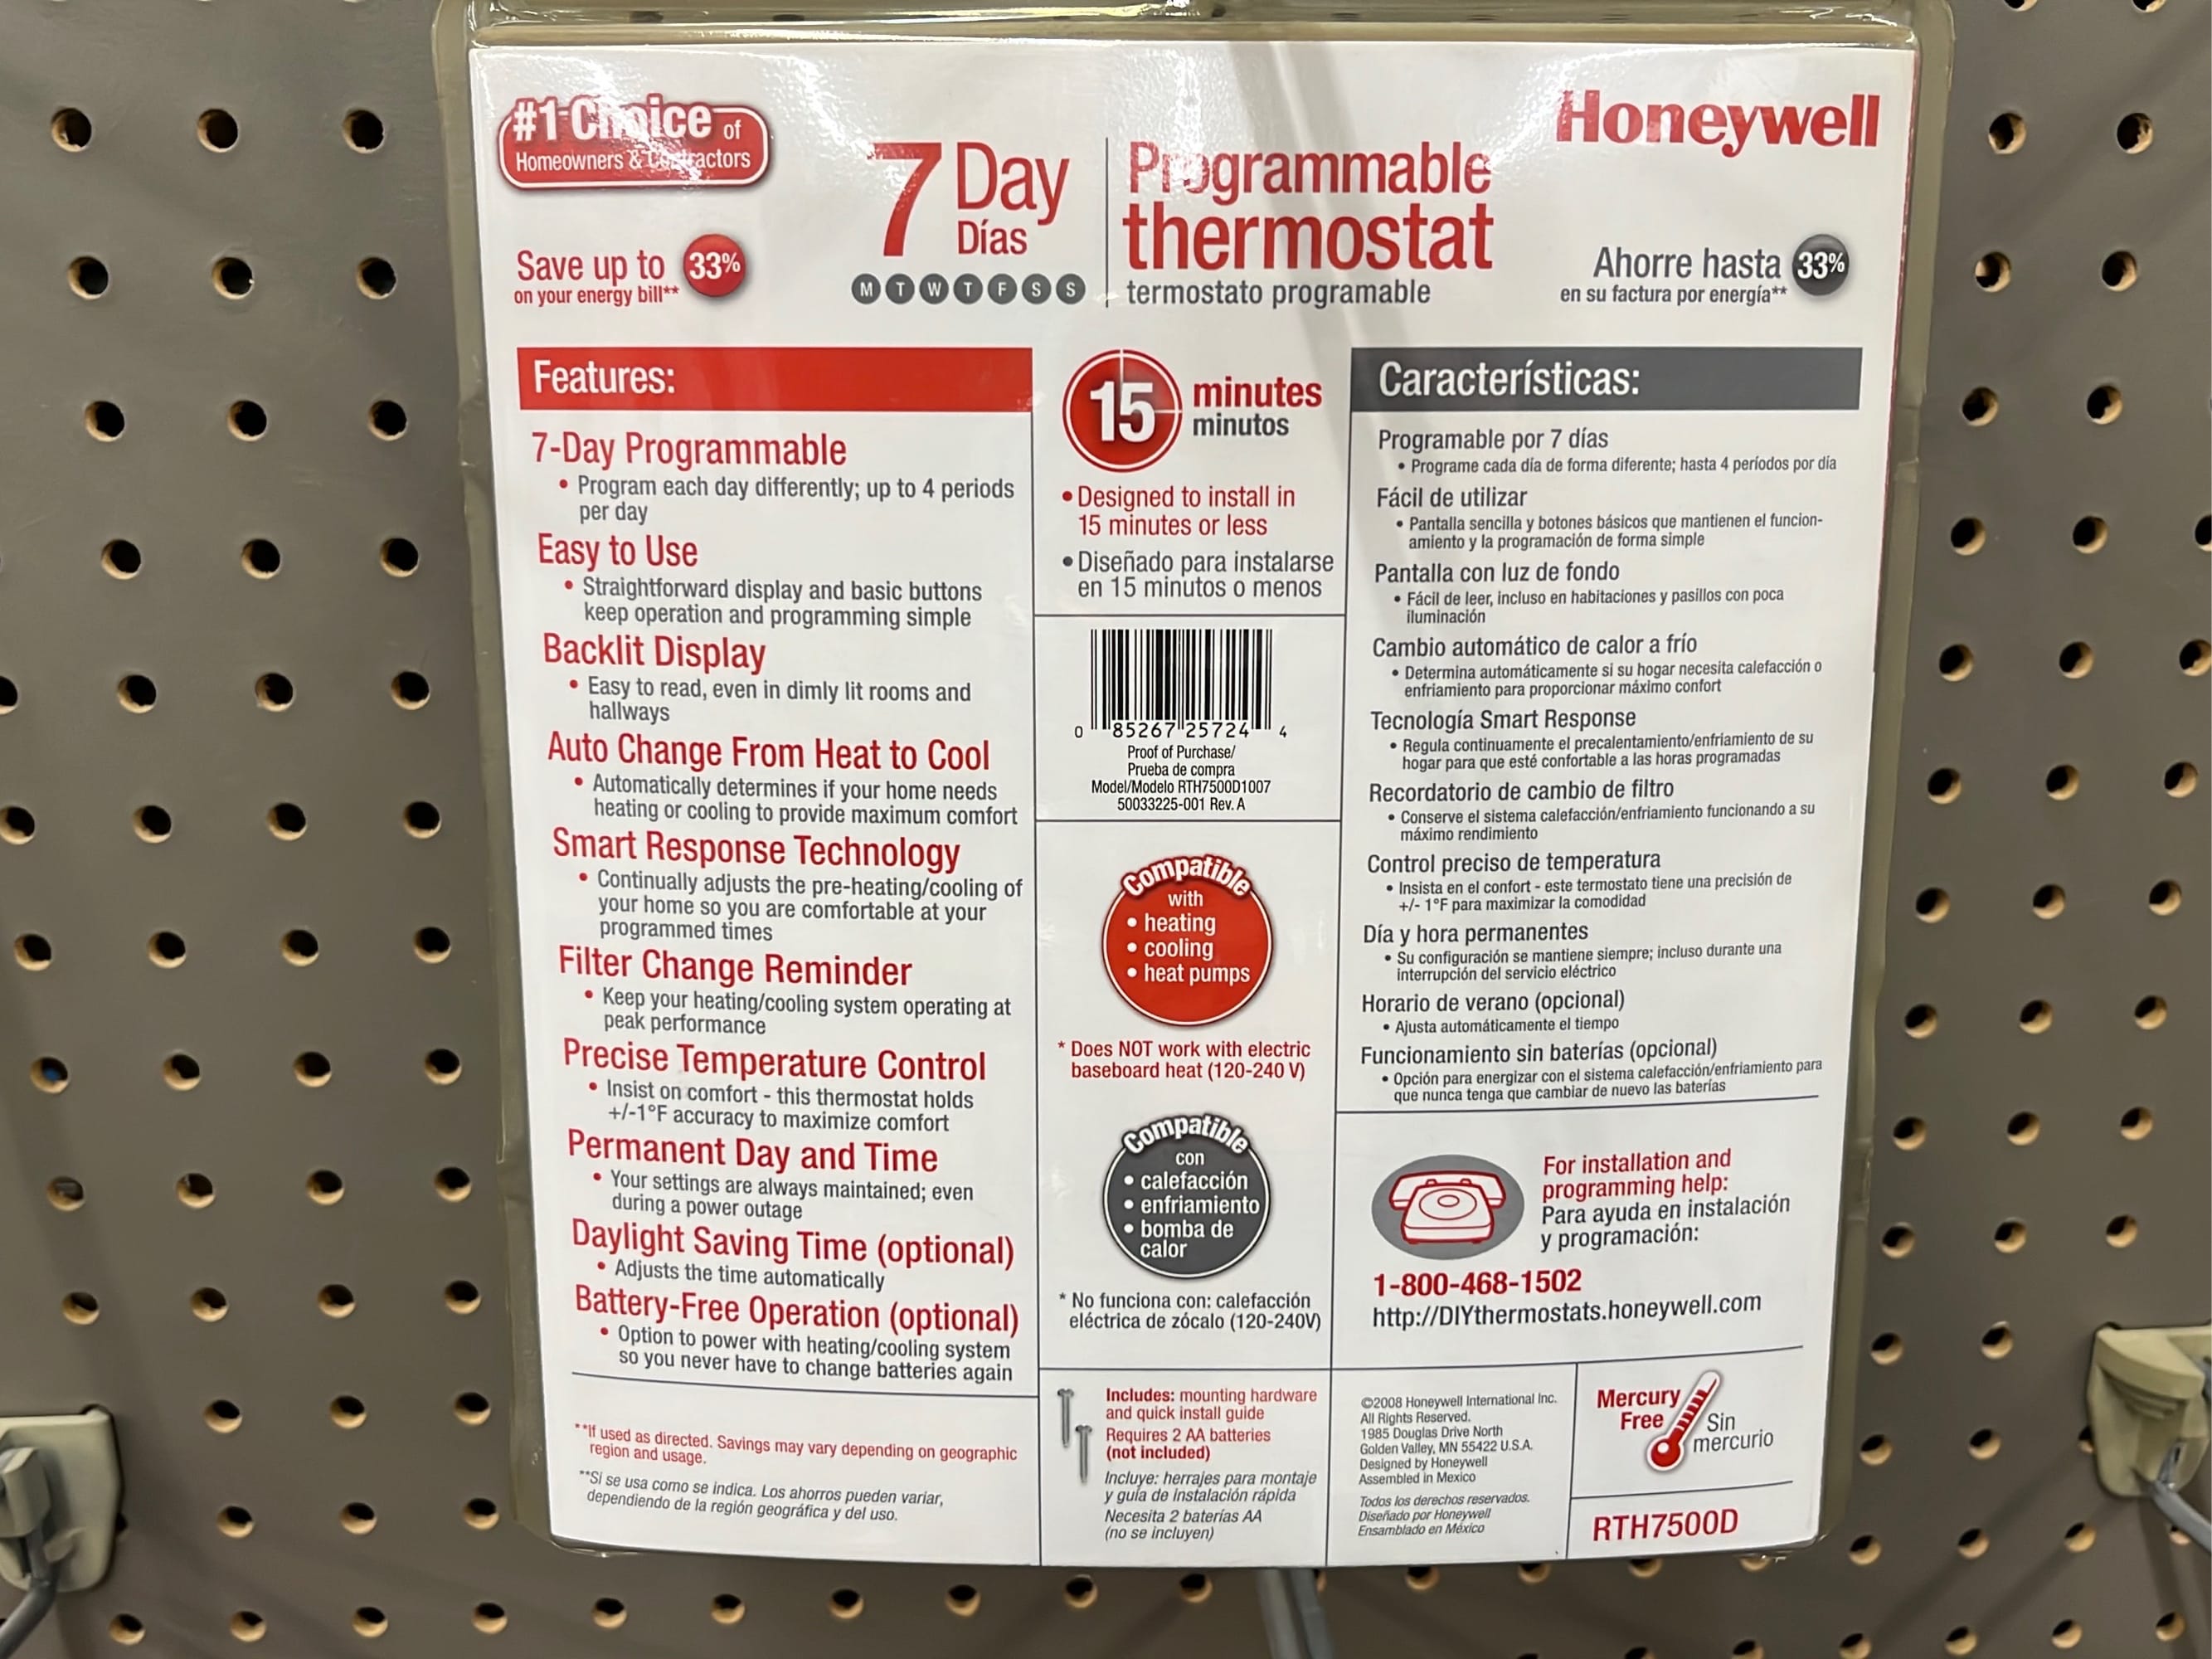 #1 Choice of
Homeowners & Contractors
Save up to 33%
on your energy bill**
7 Day
Días
M T W T F S S
Programmable
thermostat
termostato programable
Honeywell
Ahorre hasta 33%
en su factura por energía**
Features:
7-Day Programmable
• Program each day differently; up to 4 periods
per day
Easy to Use
• Straightforward display and basic buttons
keep operation and programming simple
Backlit Display
• Easy to read, even in dimly lit rooms and
hallways
Auto Change From Heat to Cool
• Automatically determines if your home needs
heating or cooling to provide maximum comfort
Smart Response Technology
• Continually adjusts the pre-heating/cooling of
your home so you are comfortable at your
programmed times
Filter Change Reminder
• Keep your heating/cooling system operating at
peak performance
Precise Temperature Control
• Insist on comfort - this thermostat holds
+/-1°F accuracy to maximize comfort
Permanent Day and Time
• Your settings are always maintained; even
during a power outage
Daylight Saving Time (optional)
• Adjusts the time automatically
Battery-Free Operation (optional)
• Option to power with heating/cooling system
so you never have to change batteries again
**If used as directed. Savings may vary depending on geographic
region and usage.
**Si se usa como se indica. Los ahorros pueden variar,
dependiendo de la región geográfica y del uso.
15 minutes
minutos
• Designed to install in
15 minutes or less
• Diseñado para instalarse
en 15 minutos o menos
0 85267 25724 4
Proof of Purchase/
Prueba de compra
Model/Modelo RTH7500D1007
50033225-001 Rev. A
Compatible
with
• heating
• cooling
• heat pumps
* Does NOT work with electric
baseboard heat (120-240 V)
Compatible
con
• calefacción
• enfriamiento
• bomba de
calor
* No funciona con: calefacción
eléctrica de zócalo (120-240V)
Includes: mounting hardware
and quick install guide
Requires 2 AA batteries
(not included)
Incluye: herrajes para montaje
y guía de instalación rápida
Necesita 2 baterías AA
(no se incluyen)
Características:
Programable por 7 días
• Programe cada día de forma diferente; hasta 4 períodos por día
Fácil de utilizar
• Pantalla sencilla y botones básicos que mantienen el funcion-
amiento y la programación de forma simple
Pantalla con luz de fondo
• Fácil de leer, incluso en habitaciones y pasillos con poca
iluminación
Cambio automático de calor a frío
• Determina automáticamente si su hogar necesita calefacción o
enfriamiento para proporcionar máximo confort
Tecnología Smart Response
• Regula continuamente el precalentamiento/enfriamiento de su
hogar para que esté confortable a las horas programadas
Recordatorio de cambio de filtro
• Conserve el sistema calefacción/enfriamiento funcionando a su
máximo rendimiento
Control preciso de temperatura
• Insista en el confort - este termostato tiene una precisión de
+/- 1°F para maximizar la comodidad
Día y hora permanentes
• Su configuración se mantiene siempre; incluso durante una
interrupción del servicio eléctrico
Horario de verano (opcional)
• Ajusta automáticamente el tiempo
Funcionamiento sin baterías (opcional)
• Opción para energizar con el sistema calefacción/enfriamiento para
que nunca tenga que cambiar de nuevo las baterías
For installation and
programming help:
Para ayuda en instalación
y programación:
1-800-468-1502
http://DIYthermostats.honeywell.com
©2008 Honeywell International Inc.
All Rights Reserved.
1985 Douglas Drive North
Golden Valley, MN 55422 U.S.A.
Designed by Honeywell
Assembled in Mexico
Todos los derechos reservados.
Diseñado por Honeywell
Ensamblado en México
Mercury
Free
Sin
mercurio
RTH7500D